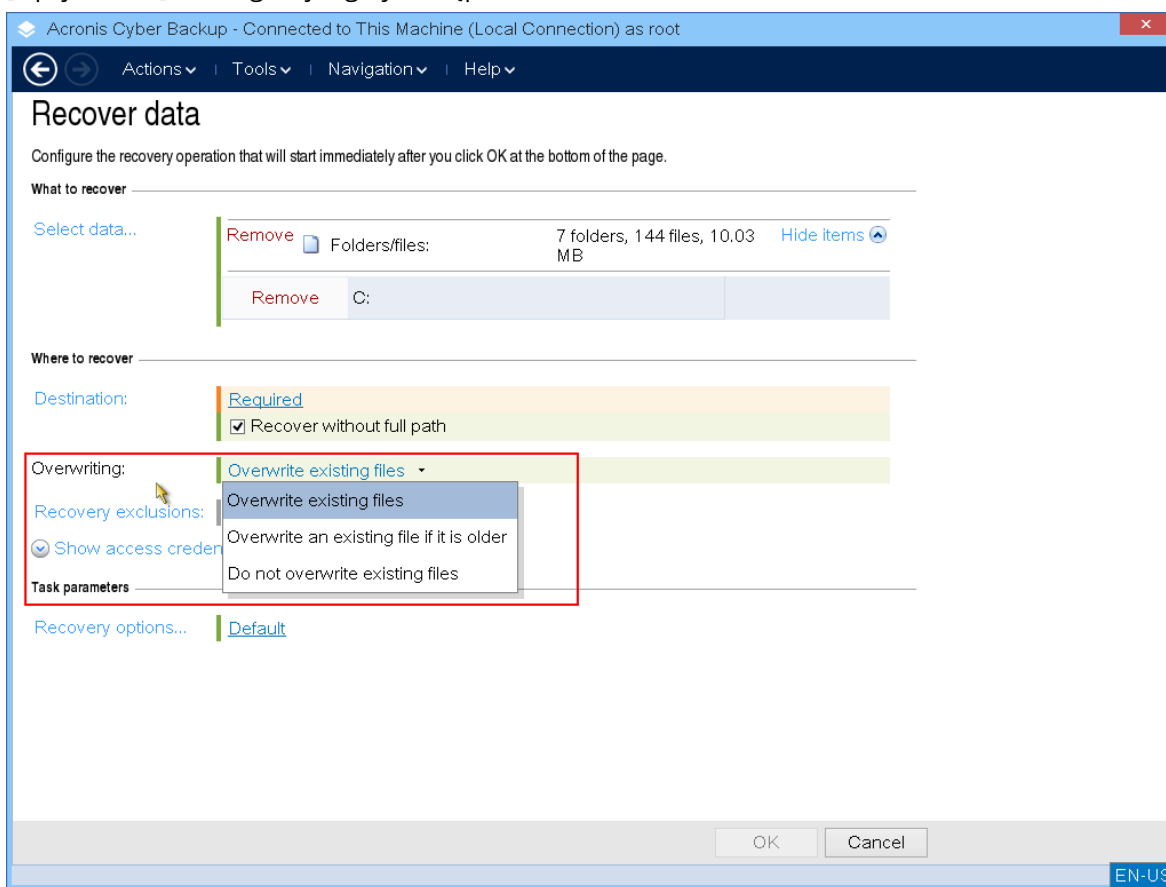 Acronis Cyber Backup - Connected to This Machine (Local Connection) as root
Actions Tools Navigation Help
Recover data
Configure the recovery operation that will start immediately after you click OK at the bottom of the page.
What to recover
Select data...
Remove Folders/files: 7 folders, 144 files, 10.03 MB Hide items
Remove C:
Where to recover
Destination: Required
Recover without full path
Overwriting: Overwrite existing files
Overwrite existing files
Recovery exclusions:
Overwrite an existing file if it is older
Show access creden
Do not overwrite existing files
Task parameters
Recovery options... Default
OK Cancel
EN-US